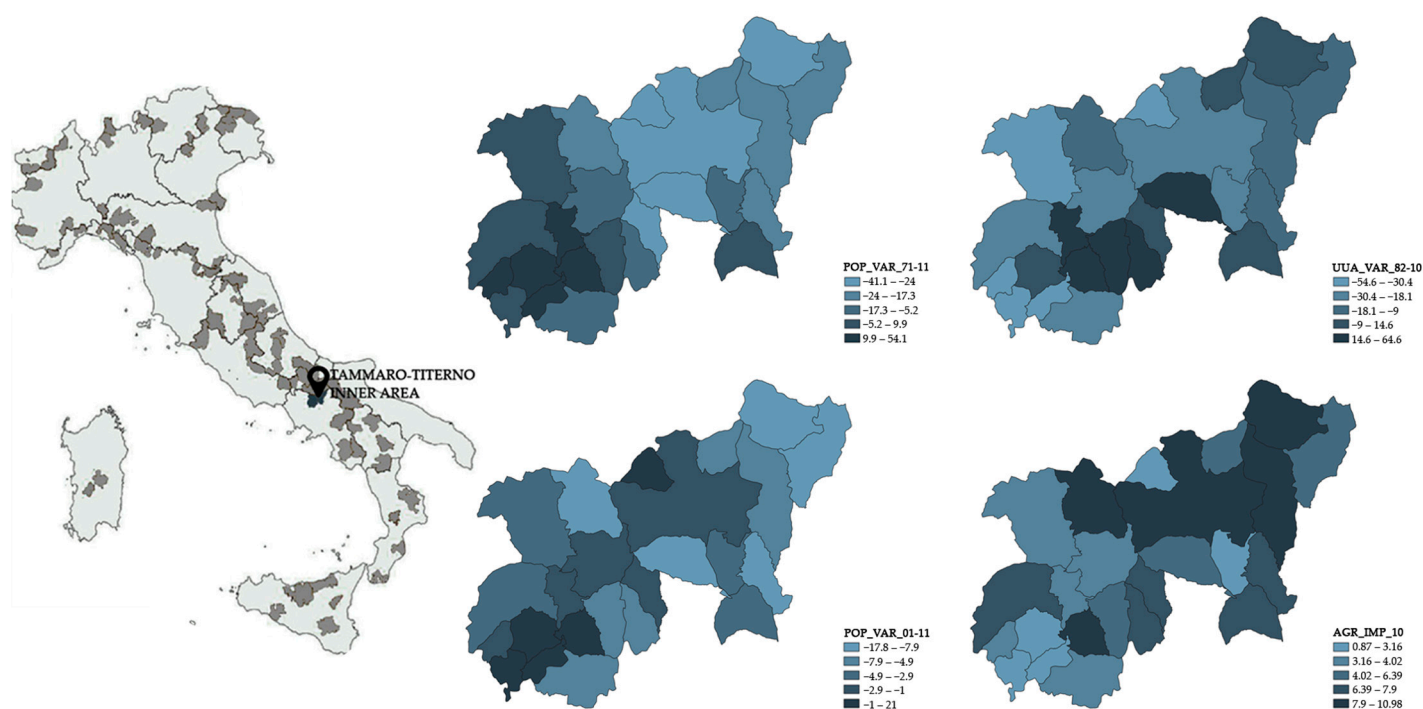 TAMMARO-TITERNO
INNER AREA
POP_VAR_71-11
−41.1 – −24
−24 – −17.3
−17.3 – −5.2
−5.2 – 9.9
9.9 – 54.1
UUA_VAR_82-10
−54.6 – −30.4
−30.4 – −18.1
−18.1 – −9
−9 – 14.6
14.6 – 64.6
POP_VAR_01-11
−17.8 – −7.9
−7.9 – −4.9
−4.9 – −2.9
−2.9 – −1
−1 – 21
AGR_IMP_10
0.87 – 3.16
3.16 – 4.02
4.02 – 6.39
6.39 – 7.9
7.9 – 10.98